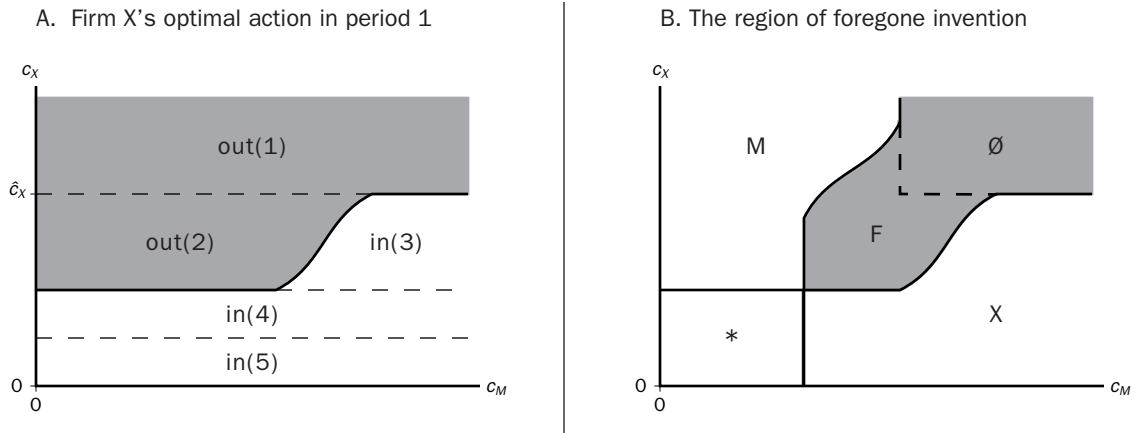 A. Firm X's optimal action in period 1
c_X
out(1)
ĉ_X
out(2)
in(3)
in(4)
in(5)
0
c_M
0
B. The region of foregone invention
c_X
M
Ø
F
X
*
0
c_M
0